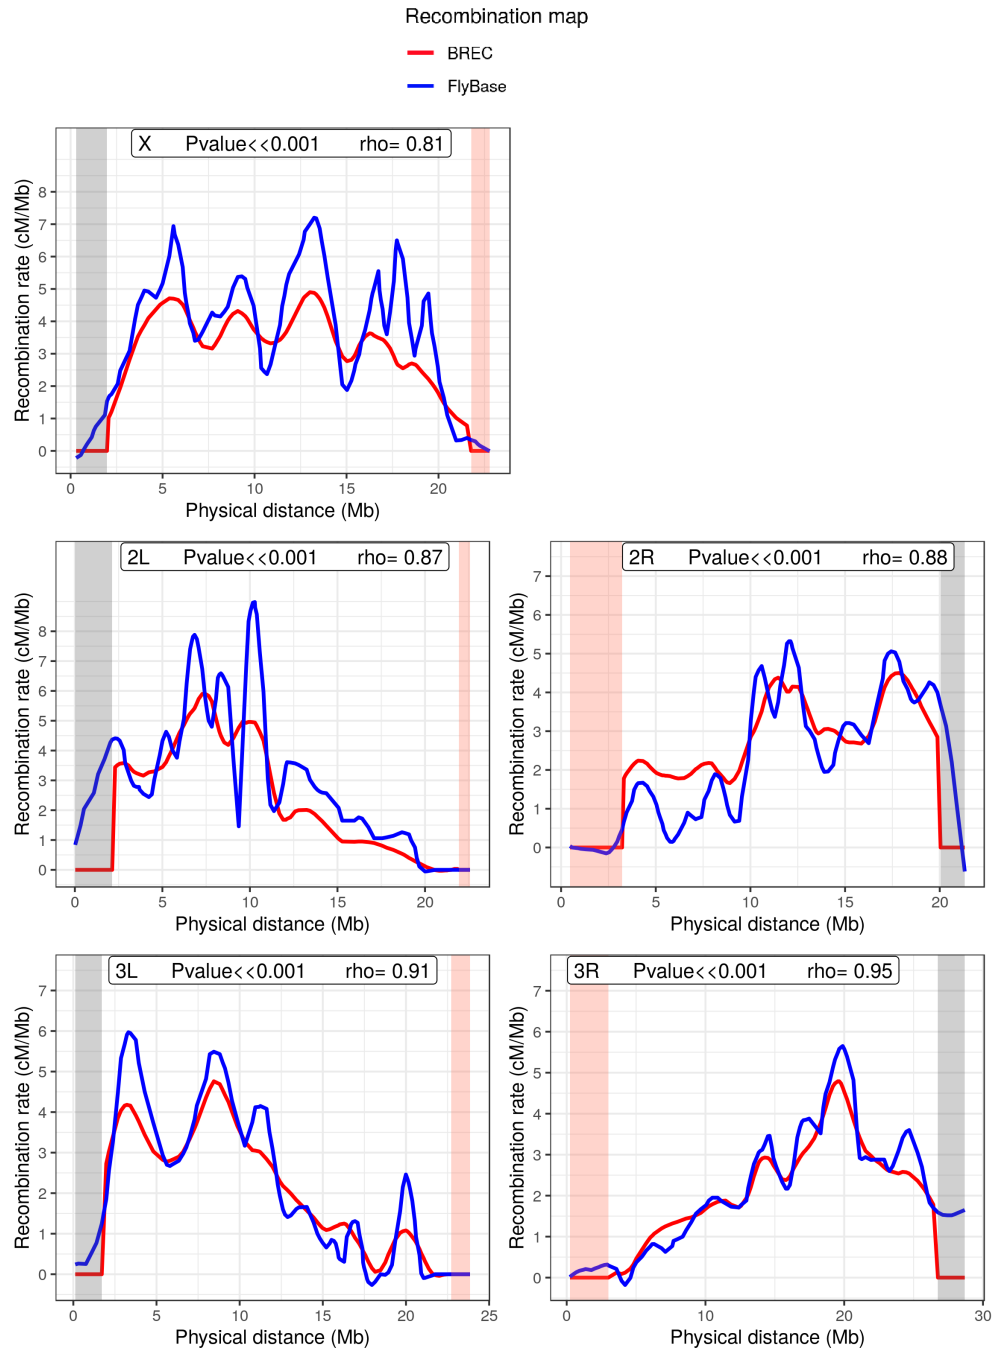 Recombination map
BREC
FlyBase
X Pvalue<<0.001 rho= 0.81
Recombination rate (cM/Mb)
8
7
6
5
4
3
2
1
0
0 5 10 15 20
Physical distance (Mb)
2L Pvalue<<0.001 rho= 0.87
Recombination rate (cM/Mb)
8
7
6
5
4
3
2
1
0
0 5 10 15 20
Physical distance (Mb)
2R Pvalue<<0.001 rho= 0.88
Recombination rate (cM/Mb)
7
6
5
4
3
2
1
0
0 5 10 15 20
Physical distance (Mb)
3L Pvalue<<0.001 rho= 0.91
Recombination rate (cM/Mb)
7
6
5
4
3
2
1
0
0 5 10 15 20 25
Physical distance (Mb)
3R Pvalue<<0.001 rho= 0.95
Recombination rate (cM/Mb)
7
6
5
4
3
2
1
0
0 10 20 30
Physical distance (Mb)